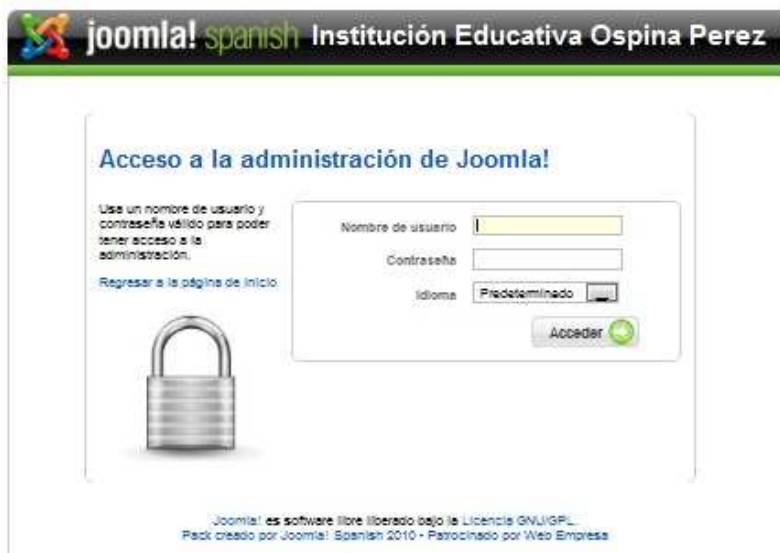 joomla! spanish Institución Educativa Ospina Perez
Acceso a la administración de Joomla!
Usa un nombre de usuario y
contraseña válido para poder
tener acceso a la
administración.
Regresar a la página de inicio
Nombre de usuario
Contraseña
Idioma Predeterminado
Acceder
Joomla! es software libre liberado bajo la Licencia GNU/GPL.
Pack creado por Joomla! Spanish 2010 - Patrocinado por Web Empresa